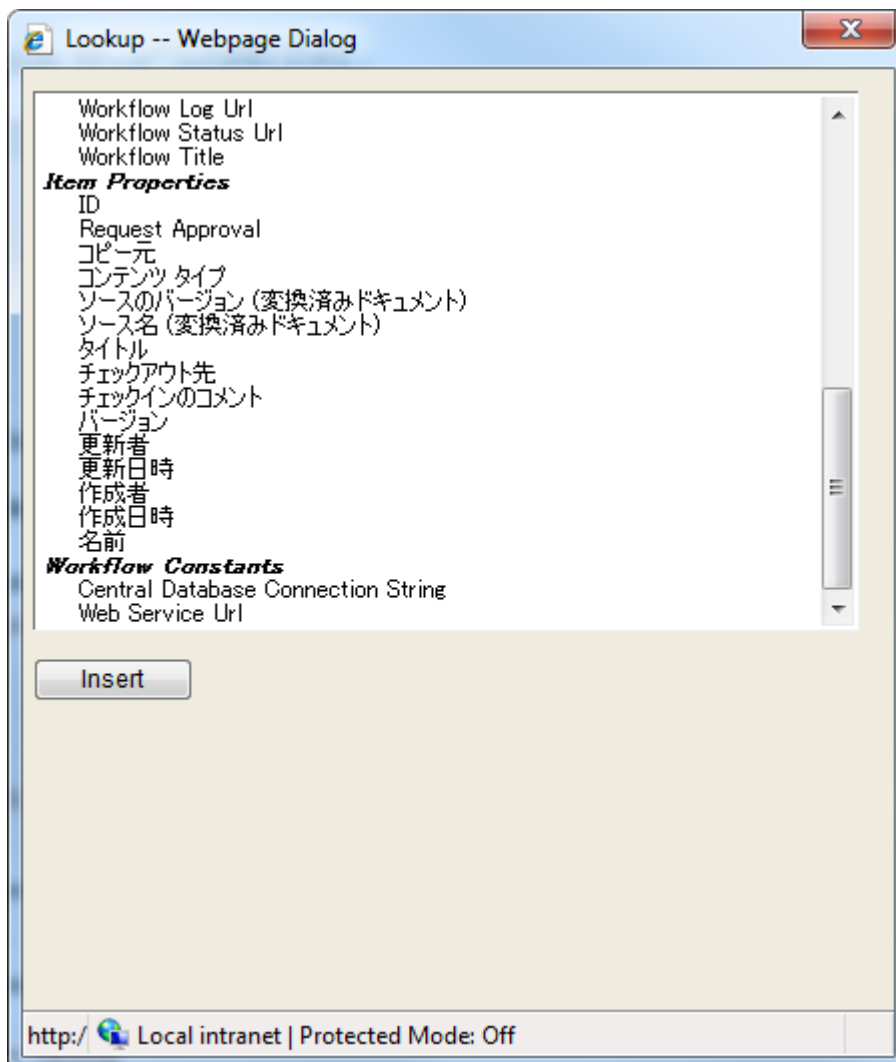 Lookup -- Webpage Dialog
Workflow Log Url
Workflow Status Url
Workflow Title
Item Properties
ID
Request Approval
コピー元
コンテンツ タイプ
ソースのバージョン (変換済みドキュメント)
ソース名 (変換済みドキュメント)
タイトル
チェックアウト先
チェックインのコメント
バージョン
更新者
更新日時
作成者
作成日時
名前
Workflow Constants
Central Database Connection String
Web Service Url
Insert
http:/ Local intranet | Protected Mode: Off